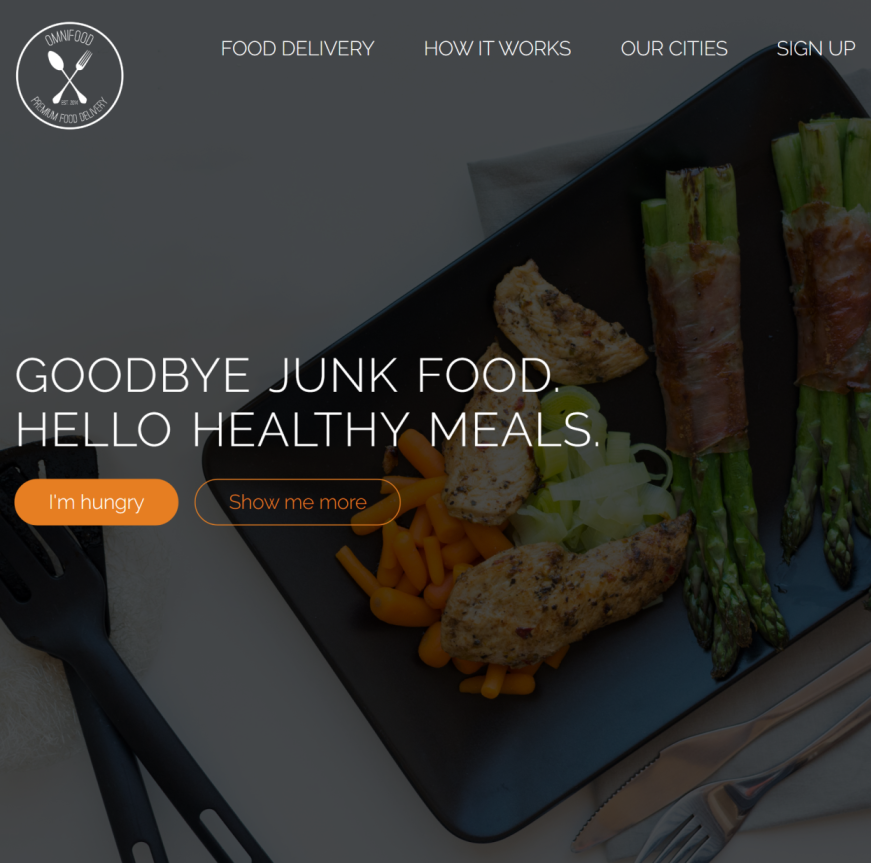 OMNIFOOD
EST. 2014
PREMIUM FOOD DELIVERY
FOOD DELIVERY
HOW IT WORKS
OUR CITIES
SIGN UP
GOODBYE JUNK FOOD.
HELLO HEALTHY MEALS.
I'm hungry
Show me more